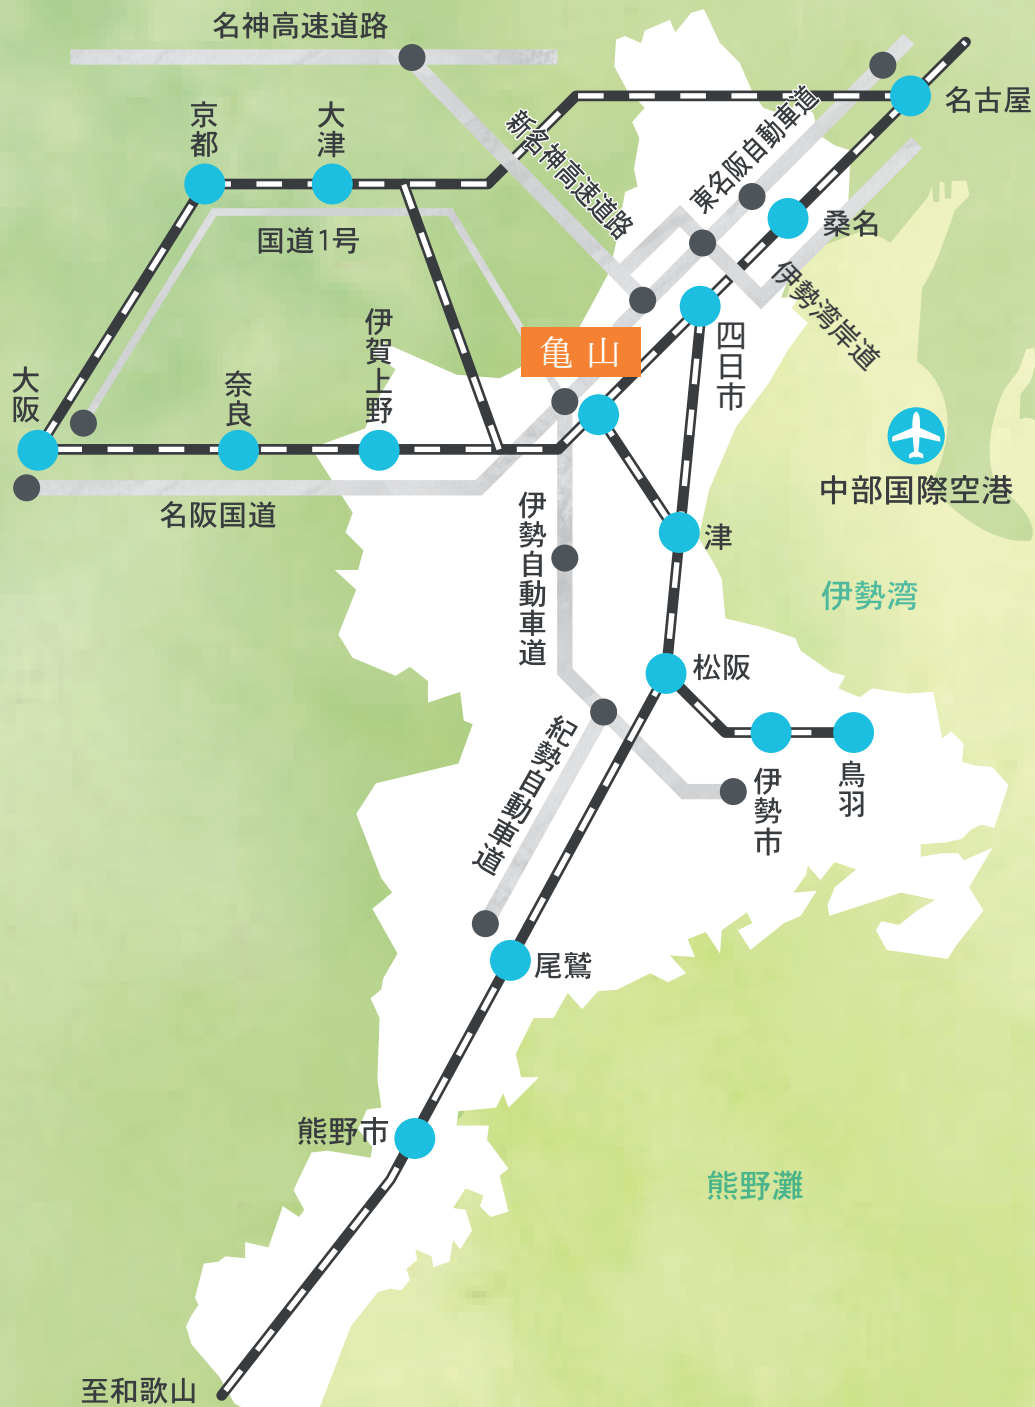 名神高速道路
京都
大津
名古屋
新名神高速道路
東名阪自動車道
桑名
国道1号
伊勢湾岸道
伊賀上野
亀山
四日市
大阪
奈良
中部国際空港
名阪国道
伊勢自動車道
津
伊勢湾
松阪
紀勢自動車道
伊勢市
鳥羽
尾鷲
熊野市
熊野灘
至和歌山